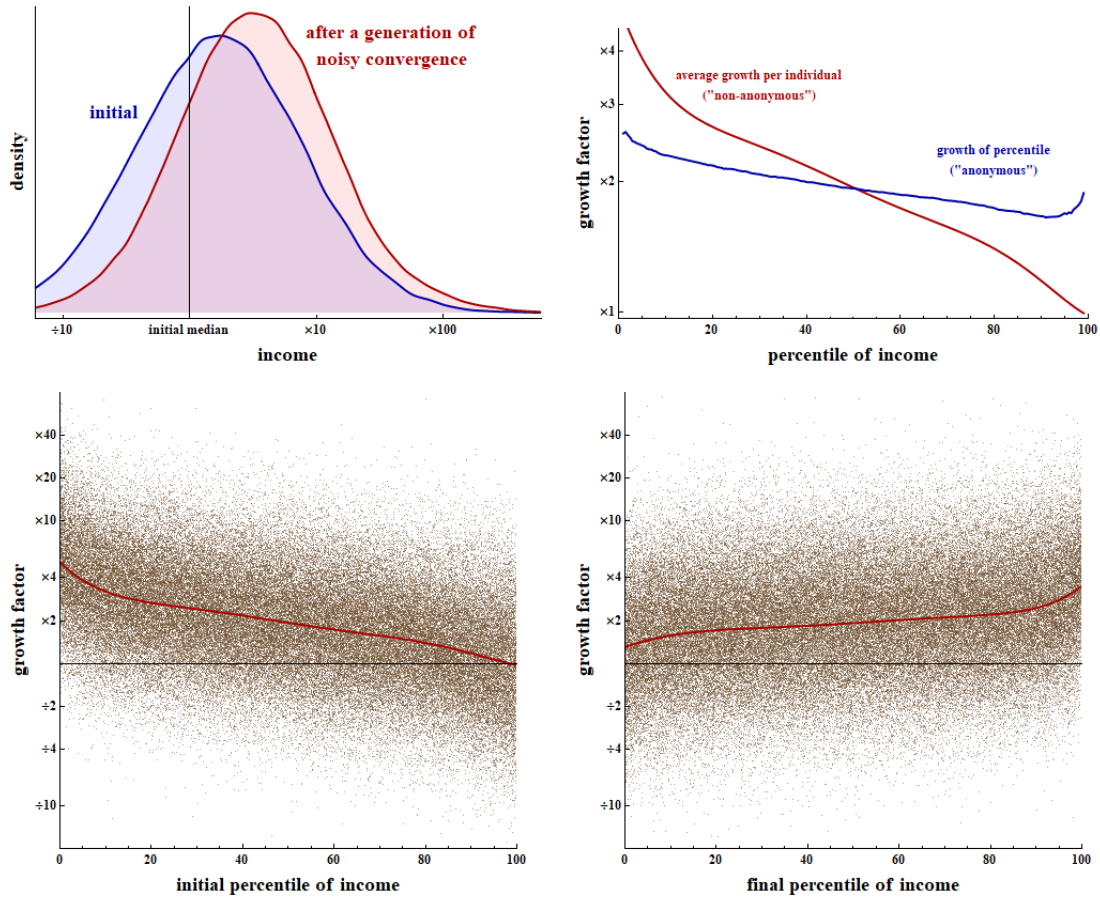 after a generation of
noisy convergence
initial
density
÷10
initial median
×10
×100
income
×4
×3
×2
×1
growth factor
average growth per individual
("non-anonymous")
growth of percentile
("anonymous")
0
20
40
60
80
100
percentile of income
×40
×20
×10
×4
×2
÷2
÷4
÷10
growth factor
0
20
40
60
80
100
initial percentile of income
×40
×20
×10
×4
×2
÷2
÷4
÷10
growth factor
0
20
40
60
80
100
final percentile of income